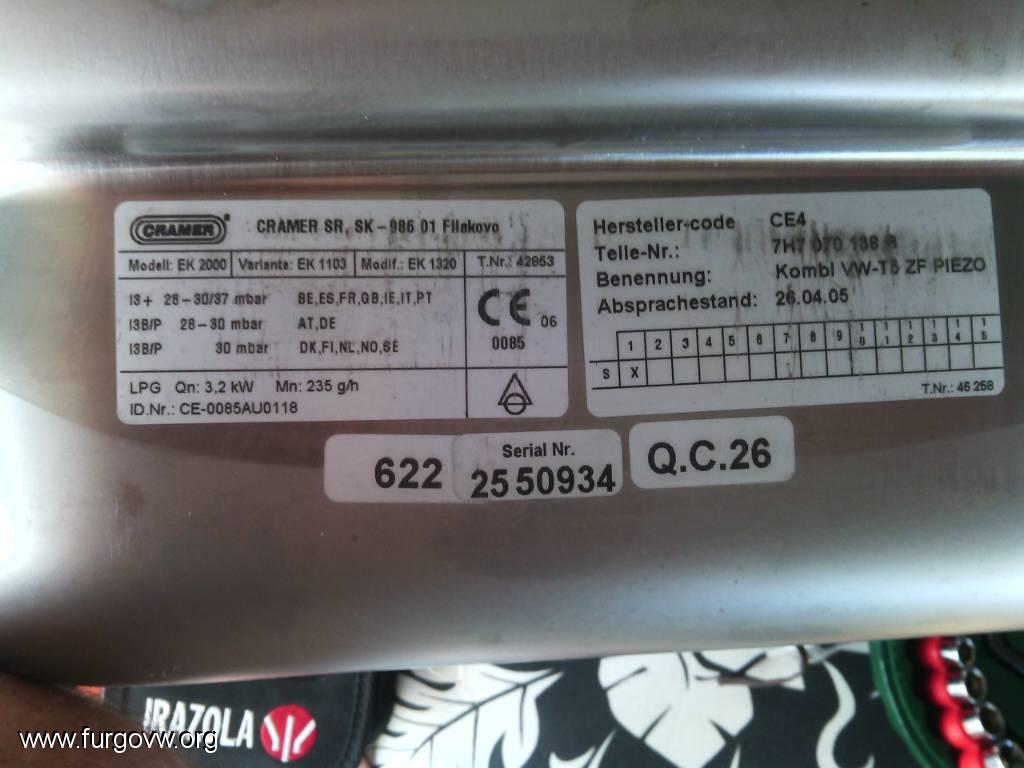 CRAMER CRAMER SR, SK-986 01 Filakovo
Modell: EK 2000 Variante: EK 1103 Modif.: EK 1320 T.Nr.: 42853
I3+ 28-30/37 mbar BE,ES,FR,GB,IE,IT,PT
I3B/P 28-30 mbar AT,DE
I3B/P 30 mbar DK,FI,NL,NO,SE
CE 06
0085
LPG Qn: 3,2 kW Mn: 235 g/h
ID.Nr.: CE-0085AU0118
Hersteller-code CE4
Teile-Nr.: 7H7 070 138
Benennung: Kombi VW-T5 ZF PIEZO
Absprachestand: 26.04.05
1 2 3 4 5 6 7 8 9 10 11 12 13 14 15
S X
T.Nr.: 46 258
622
Serial Nr.
25 50934
Q.C.26
IRAZOLA
www.furgovw.org